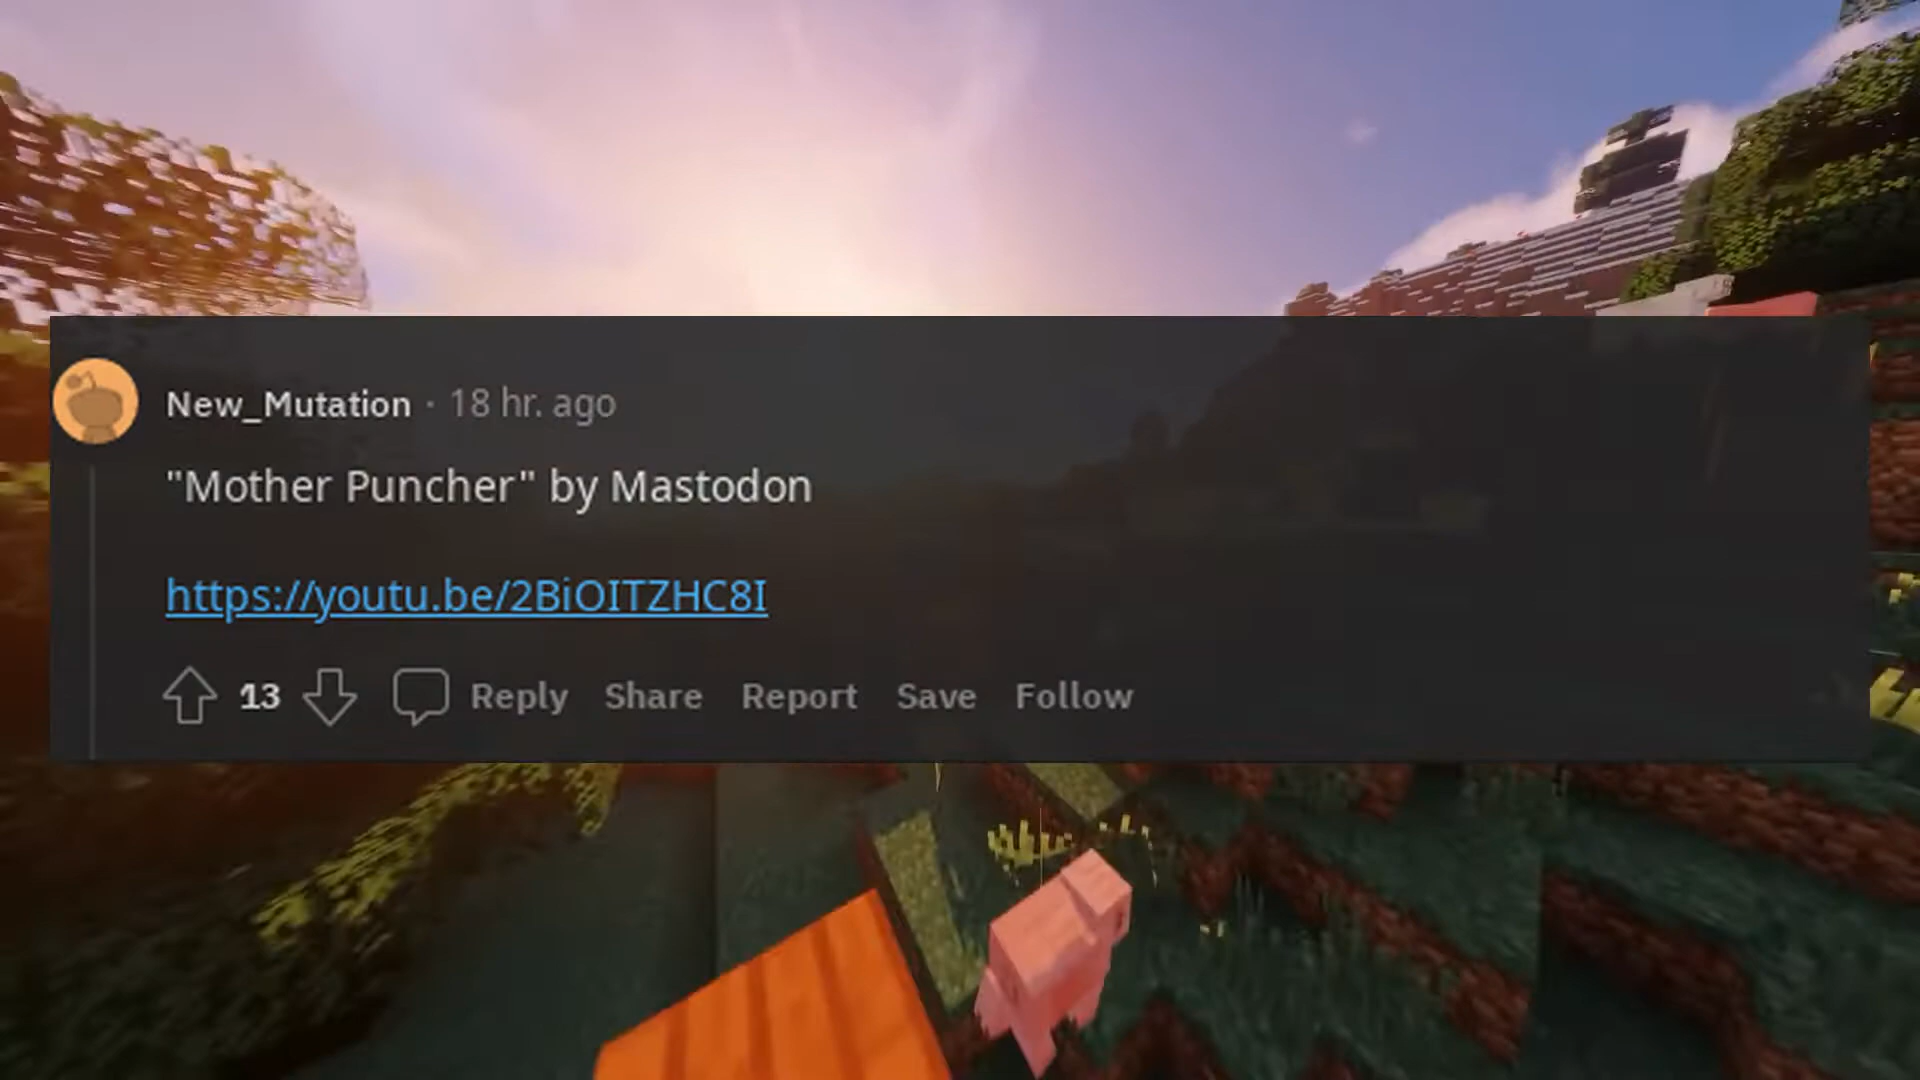 New_Mutation · 18 hr. ago
"Mother Puncher" by Mastodon
https://youtu.be/2BiOITZHC8I
13 Reply Share Report Save Follow